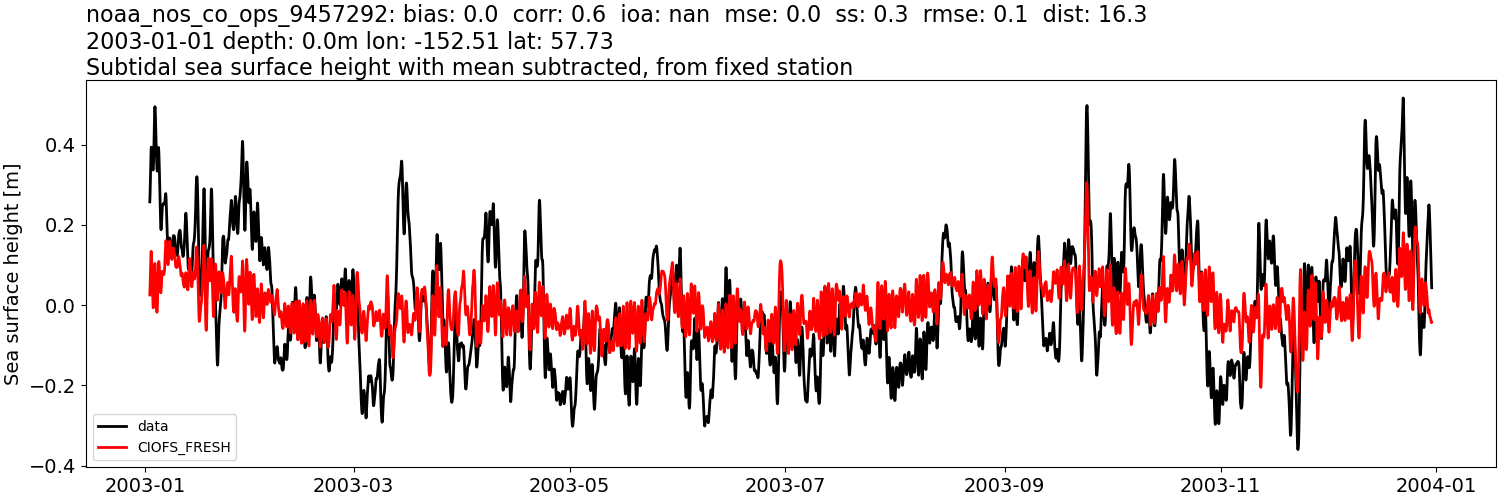 noaa_nos_co_ops_9457292: bias: 0.0  corr: 0.6  ioa: nan  mse: 0.0  ss: 0.3  rmse: 0.1  dist: 16.3
2003-01-01 depth: 0.0m lon: -152.51 lat: 57.73
Subtidal sea surface height with mean subtracted, from fixed station
Sea surface height [m]
0.4
0.2
0.0
−0.2
−0.4
data
CIOFS_FRESH
2003-01 2003-03 2003-05 2003-07 2003-09 2003-11 2004-01